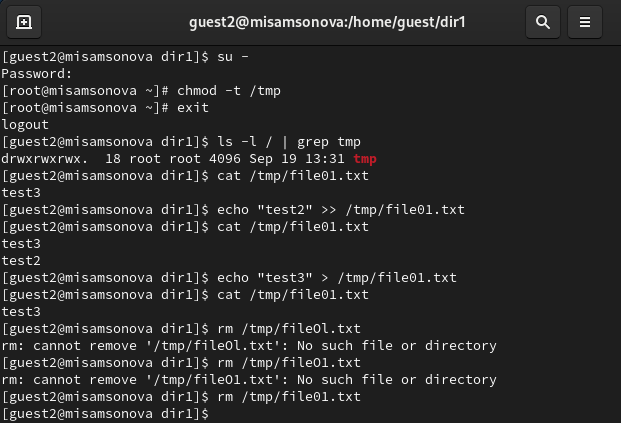 guest2@misamsonova:/home/guest/dir1
[guest2@misamsonova dir1]$ su -
Password:
[root@misamsonova ~]# chmod -t /tmp
[root@misamsonova ~]# exit
logout
[guest2@misamsonova dir1]$ ls -l / | grep tmp
drwxrwxrwx.  18 root root 4096 Sep 19 13:31 tmp
[guest2@misamsonova dir1]$ cat /tmp/file01.txt
test3
[guest2@misamsonova dir1]$ echo "test2" >> /tmp/file01.txt
[guest2@misamsonova dir1]$ cat /tmp/file01.txt
test3
test2
[guest2@misamsonova dir1]$ echo "test3" > /tmp/file01.txt
[guest2@misamsonova dir1]$ cat /tmp/file01.txt
test3
[guest2@misamsonova dir1]$ rm /tmp/fileOl.txt
rm: cannot remove '/tmp/fileOl.txt': No such file or directory
[guest2@misamsonova dir1]$ rm /tmp/fileO1.txt
rm: cannot remove '/tmp/fileO1.txt': No such file or directory
[guest2@misamsonova dir1]$ rm /tmp/file01.txt
[guest2@misamsonova dir1]$